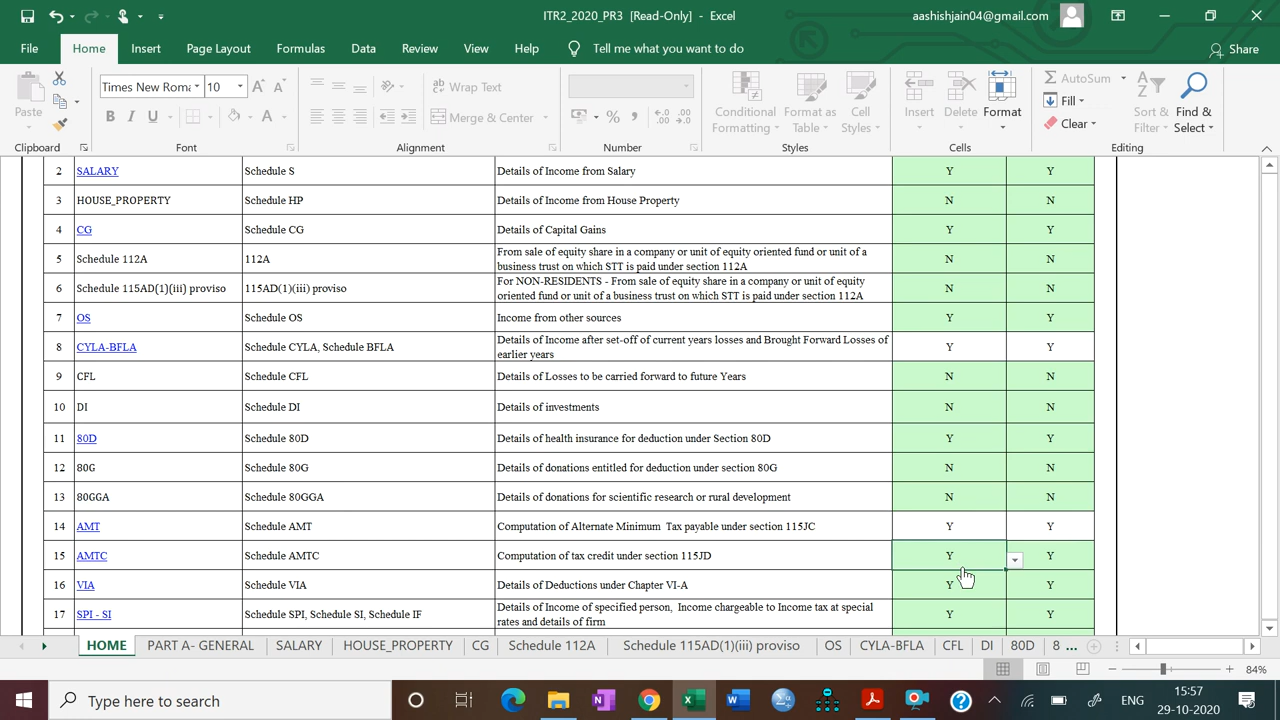 ITR2_2020_PR3 [Read-Only] - Excel
aashishjain04@gmail.com
File Home Insert Page Layout Formulas Data Review View Help Tell me what you want to do Share
Paste
Times New Roma 10
B I U
Wrap Text
Merge & Center
Conditional Formatting
Format as Table
Cell Styles
Insert Delete Format
AutoSum
Fill
Clear
Sort & Filter
Find & Select
Clipboard Font Alignment Number Styles Cells Editing
2 SALARY Schedule S Details of Income from Salary Y Y
3 HOUSE_PROPERTY Schedule HP Details of Income from House Property N N
4 CG Schedule CG Details of Capital Gains Y Y
5 Schedule 112A 112A From sale of equity share in a company or unit of equity oriented fund or unit of a
business trust on which STT is paid under section 112A N N
6 Schedule 115AD(1)(iii) proviso 115AD(1)(iii) proviso For NON-RESIDENTS - From sale of equity share in a company or unit of equity
oriented fund or unit of a business trust on which STT is paid under section 112A N N
7 OS Schedule OS Income from other sources Y Y
8 CYLA-BFLA Schedule CYLA, Schedule BFLA Details of Income after set-off of current years losses and Brought Forward Losses of
earlier years Y Y
9 CFL Schedule CFL Details of Losses to be carried forward to future Years N N
10 DI Schedule DI Details of investments N N
11 80D Schedule 80D Details of health insurance for deduction under Section 80D Y Y
12 80G Schedule 80G Details of donations entitled for deduction under section 80G N N
13 80GGA Schedule 80GGA Details of donations for scientific research or rural development N N
14 AMT Schedule AMT Computation of Alternate Minimum Tax payable under section 115JC Y Y
15 AMTC Schedule AMTC Computation of tax credit under section 115JD Y Y
16 VIA Schedule VIA Details of Deductions under Chapter VI-A Y Y
17 SPI - SI Schedule SPI, Schedule SI, Schedule IF Details of Income of specified person, Income chargeable to Income tax at special
rates and details of firm Y Y
HOME PART A- GENERAL SALARY HOUSE_PROPERTY CG Schedule 112A Schedule 115AD(1)(iii) proviso OS CYLA-BFLA CFL DI 80D 8 ...
84%
Type here to search
ENG
15:57
29-10-2020